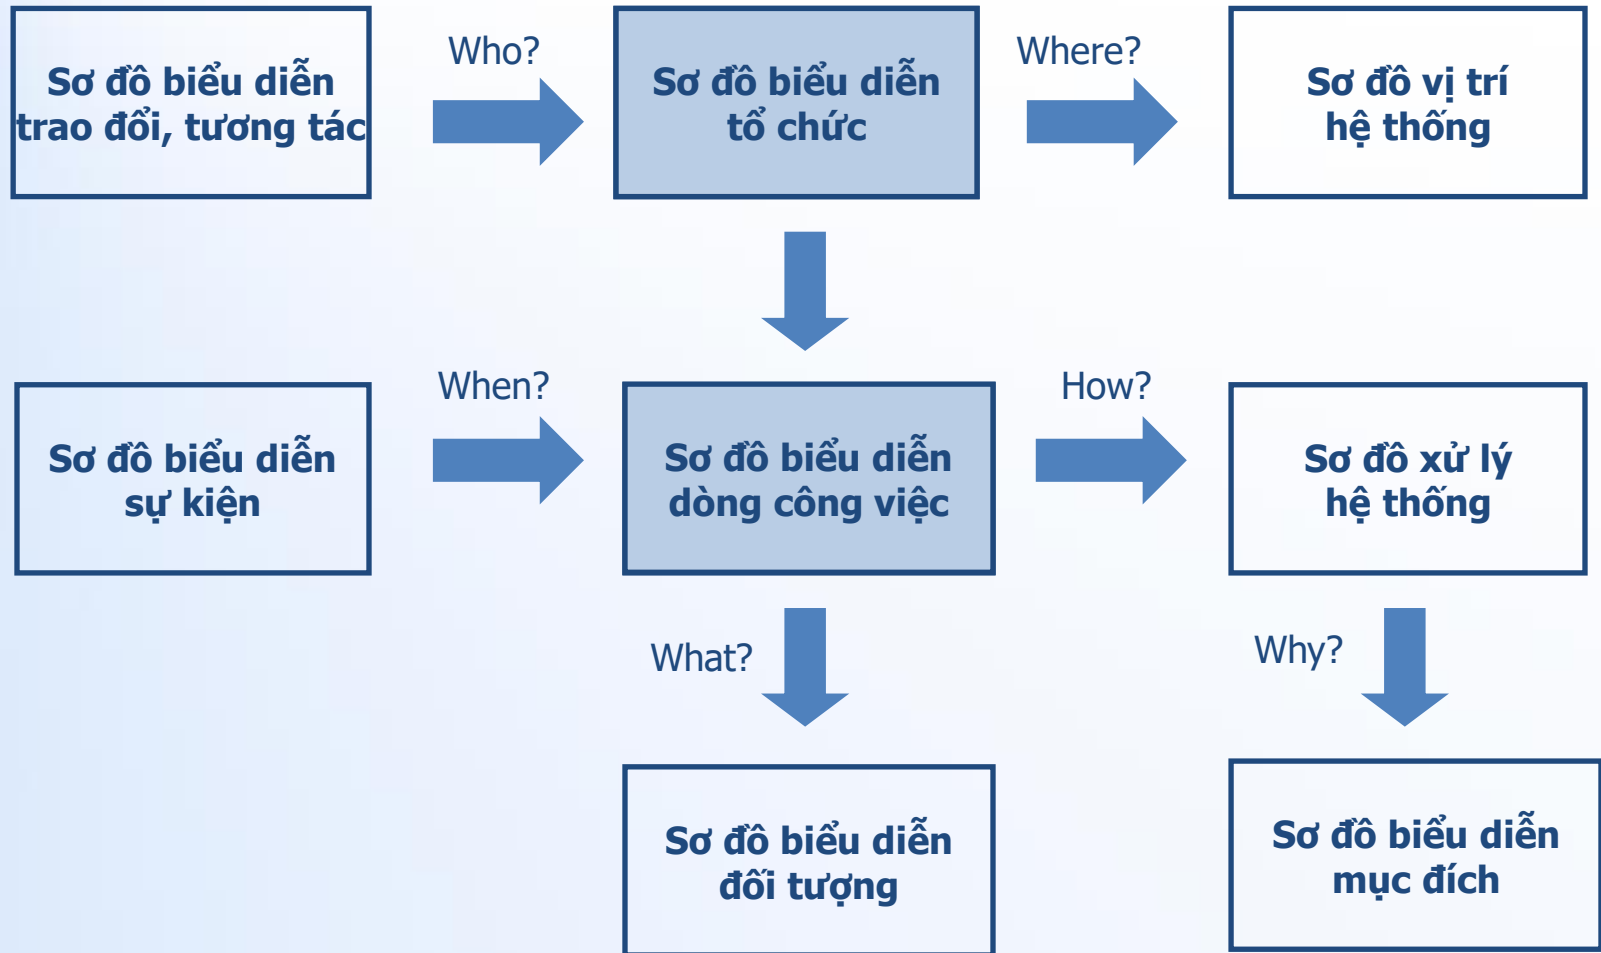 Sơ đồ biểu diễn
trao đổi, tương tác
Who?
Sơ đồ biểu diễn
tổ chức
Where?
Sơ đồ vị trí
hệ thống
Sơ đồ biểu diễn
sự kiện
When?
Sơ đồ biểu diễn
dòng công việc
How?
Sơ đồ xử lý
hệ thống
What?
Why?
Sơ đồ biểu diễn
đối tượng
Sơ đồ biểu diễn
mục đích